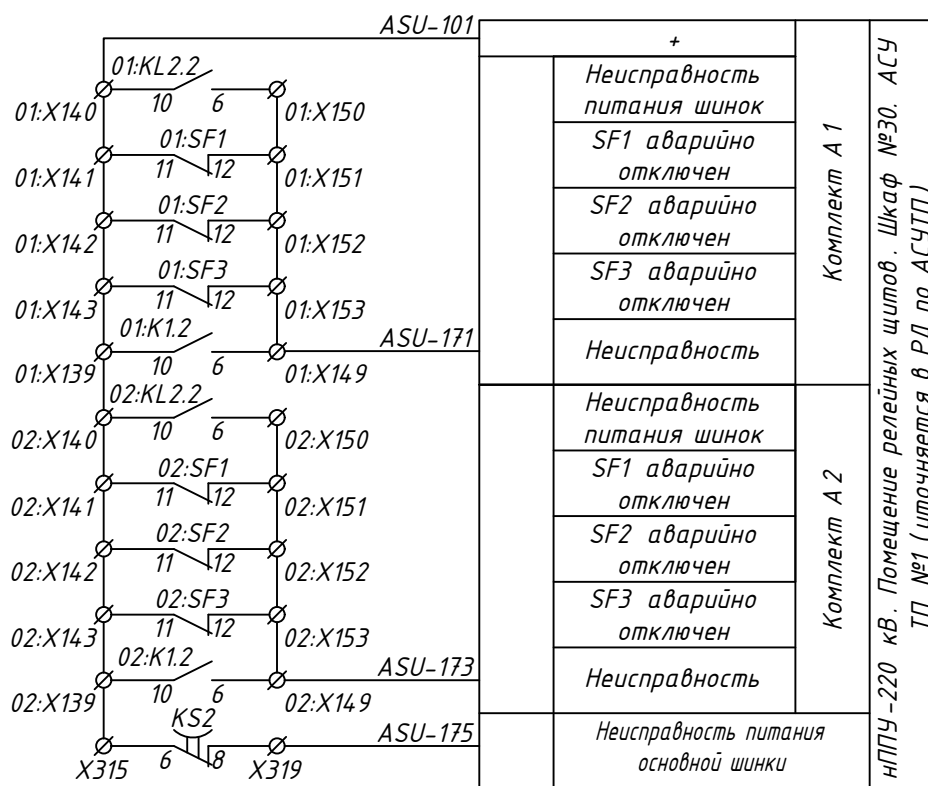 ASU-101
+
01:KL2.2
01:X140 10 6 01:X150
Неисправность
питания шинок
01:SF1
01:X141 11 12 01:X151
SF1 аварийно
отключен
01:SF2
01:X142 11 12 01:X152
SF2 аварийно
отключен
01:SF3
01:X143 11 12 01:X153
SF3 аварийно
отключен
01:K1.2
01:X139 10 6 01:X149
ASU-171
Неисправность
Комплект А 1
02:KL2.2
02:X140 10 6 02:X150
Неисправность
питания шинок
02:SF1
02:X141 11 12 02:X151
SF1 аварийно
отключен
02:SF2
02:X142 11 12 02:X152
SF2 аварийно
отключен
02:SF3
02:X143 11 12 02:X153
SF3 аварийно
отключен
02:K1.2
02:X139 10 6 02:X149
ASU-173
Неисправность
Комплект А 2
KS2
X315 6 8 X319
ASU-175
Неисправность питания
основной шинки
нППУ-220 кВ. Помещение релейных щитов. Шкаф №30. АСУ
ТП №1 (уточняется в РД по АСУТП)